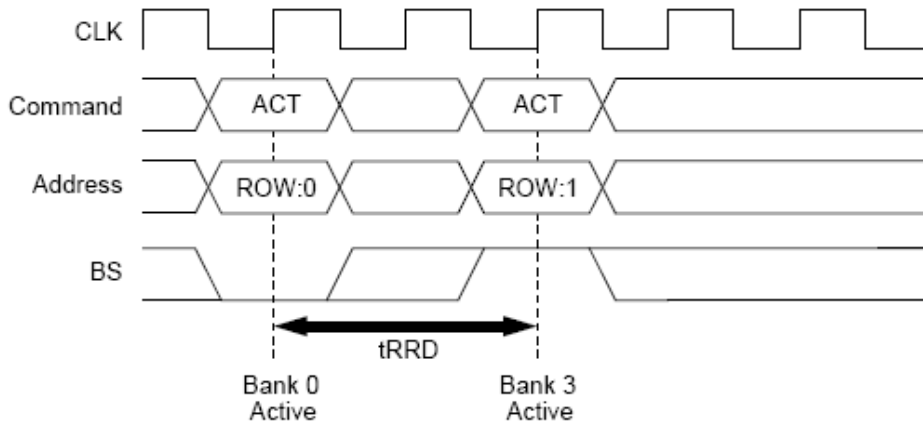 CLK
Command
ACT
ACT
Address
ROW:0
ROW:1
BS
tRRD
Bank 0
Active
Bank 3
Active